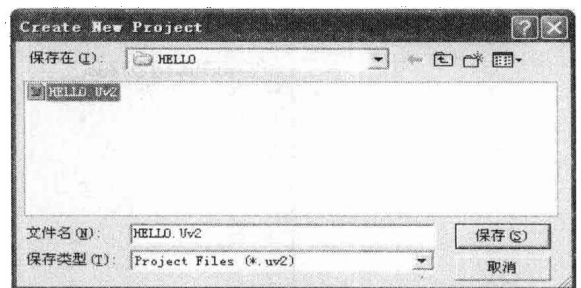 Create New Project
保存在(I):
HELLO
HELLO.Uv2
文件名(N):
HELLO.Uv2
保存(S)
保存类型(T):
Project Files (*.uv2)
取消